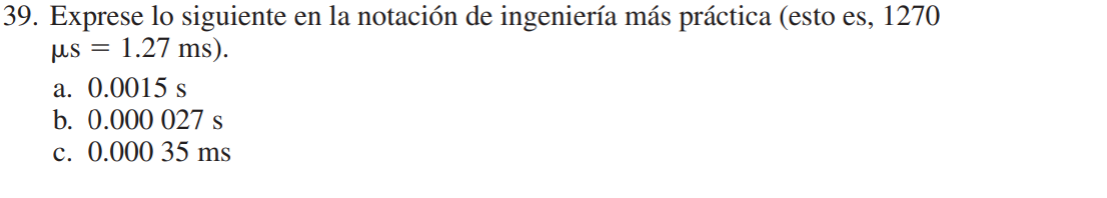 39. Exprese lo siguiente en la notación de ingeniería más práctica (esto es, 1270
μs = 1.27 ms).
a. 0.0015 s
b. 0.000 027 s
c. 0.000 35 ms